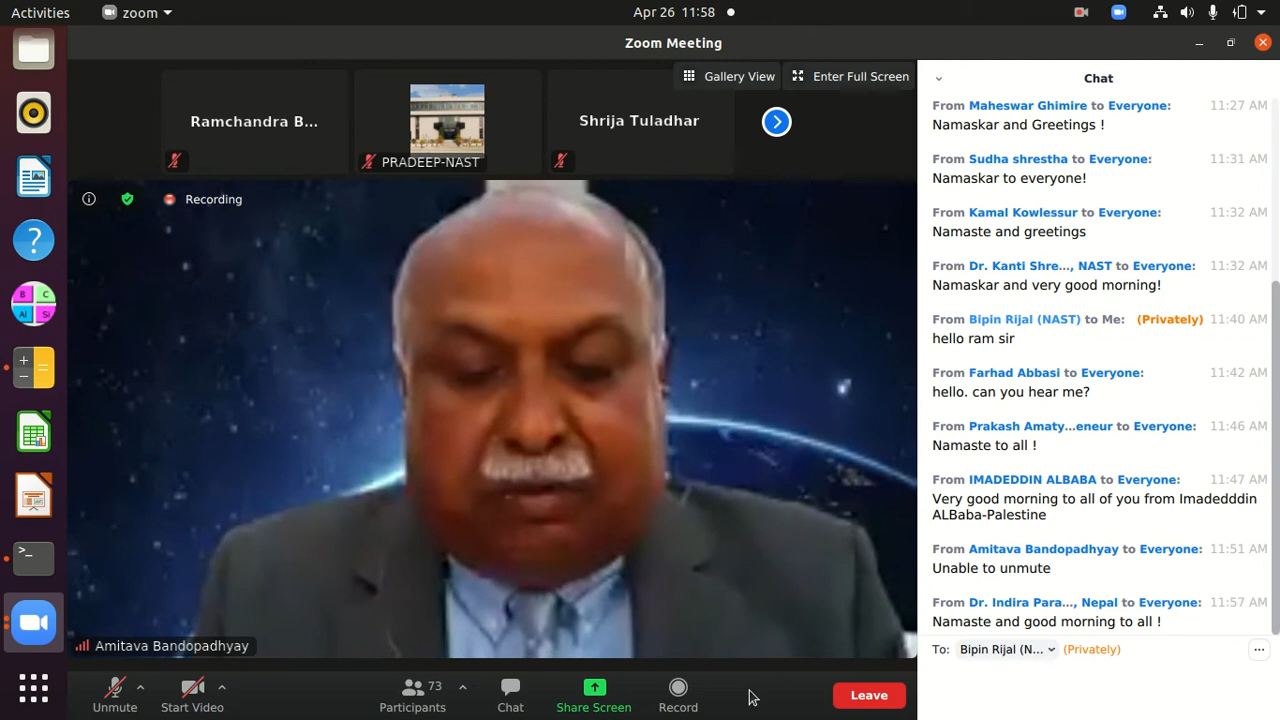 Activities
zoom
Apr 26 11:58
Zoom Meeting
Gallery View
Enter Full Screen
Ramchandra B...
PRADEEP-NAST
Shrija Tuladhar
Recording
Amitava Bandopadhyay
Unmute
Start Video
73
Participants
Chat
Share Screen
Record
Leave
Chat
From Maheswar Ghimire to Everyone: 11:27 AM
Namaskar and Greetings !
From Sudha shrestha to Everyone: 11:31 AM
Namaskar to everyone!
From Kamal Kowlessur to Everyone: 11:32 AM
Namaste and greetings
From Dr. Kanti Shre..., NAST to Everyone: 11:32 AM
Namaskar and very good morning!
From Bipin Rijal (NAST) to Me: (Privately) 11:40 AM
hello ram sir
From Farhad Abbasi to Everyone: 11:42 AM
hello. can you hear me?
From Prakash Amaty...eneur to Everyone: 11:46 AM
Namaste to all !
From IMADEDDIN ALBABA to Everyone: 11:47 AM
Very good morning to all of you from Imadedddin
ALBaba-Palestine
From Amitava Bandopadhyay to Everyone: 11:51 AM
Unable to unmute
From Dr. Indira Para..., Nepal to Everyone: 11:57 AM
Namaste and good morning to all !
To: Bipin Rijal (N... (Privately)
B C
Al Si